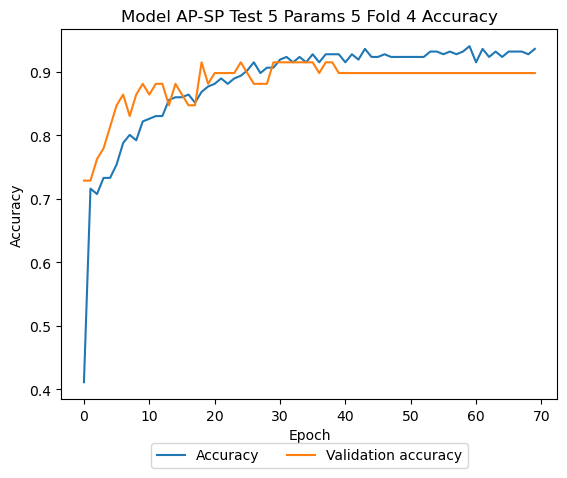 Model AP-SP Test 5 Params 5 Fold 4 Accuracy
Accuracy
0.9
0.8
0.7
0.6
0.5
0.4
0 10 20 30 40 50 60 70
Epoch
Accuracy Validation accuracy